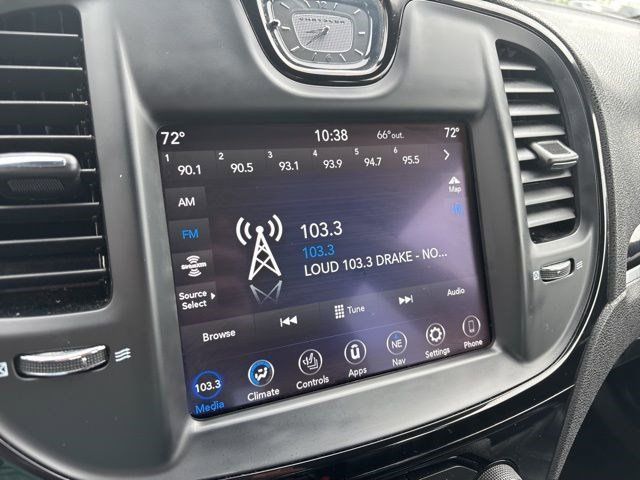 CHRYSLER
72° 10:38 66° out. 72°
1 90.1 2 90.5 3 93.1 4 93.9 5 94.7 6 95.5
AM
Map
FM
103.3
103.3
LOUD 103.3 DRAKE - NO...
SiriusXM
Source
Select
Browse
Tune
Audio
103.3
Media
Climate
Controls
Apps
NE
Nav
Settings
Phone